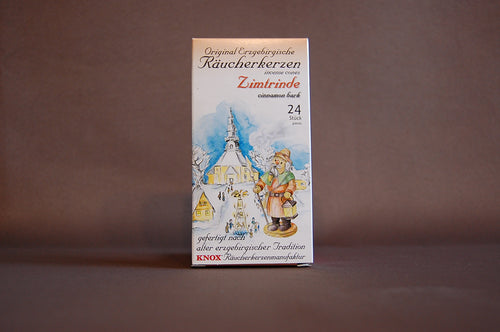 Original Erzgebirgische
Räucherkerzen
incense cones
Zimtrinde
cinnamon bark
24
Stück
pieces
gefertigt nach
alter erzgebirgischer Tradition
KNOX Räucherkerzenmanufaktur